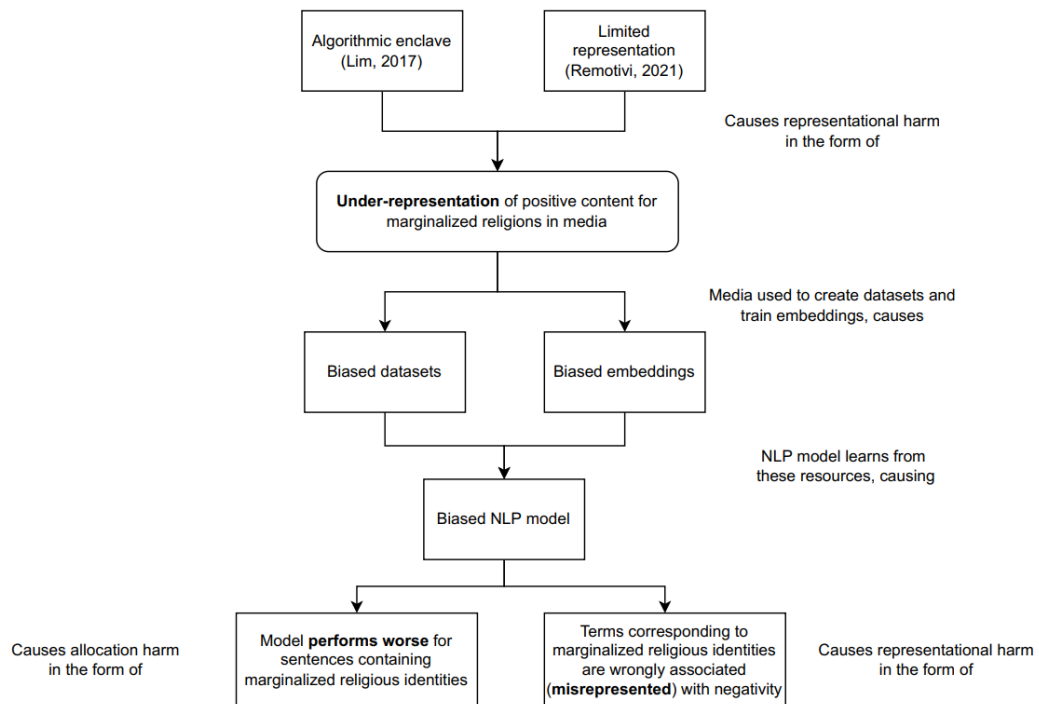 Algorithmic enclave
(Lim, 2017)
Limited
representation
(Remotivi, 2021)
Causes representational harm
in the form of
Under-representation of positive content for
marginalized religions in media
Media used to create datasets and
train embeddings, causes
Biased datasets
Biased embeddings
NLP model learns from
these resources, causing
Biased NLP model
Causes allocation harm
in the form of
Model performs worse for
sentences containing
marginalized religious identities
Terms corresponding to
marginalized religious identities
are wrongly associated
(misrepresented) with negativity
Causes representational harm
in the form of